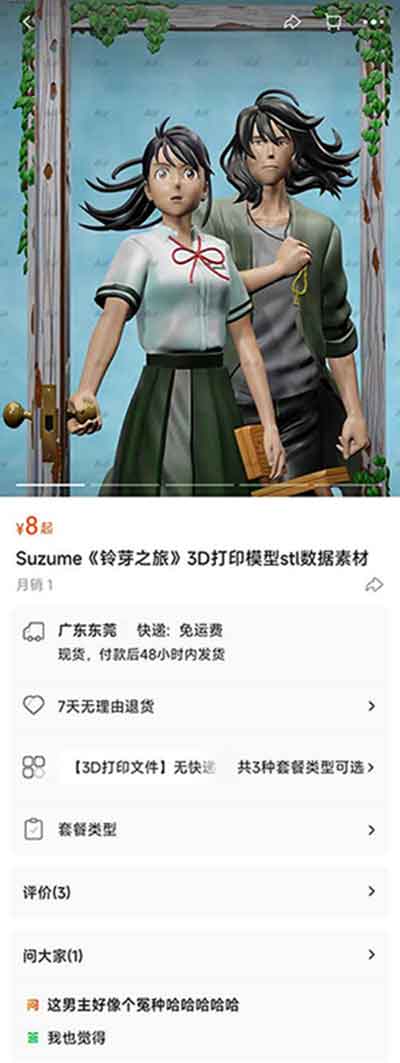 ¥8起
Suzume《铃芽之旅》3D打印模型stl数据素材
月销 1
广东东莞 快递：免运费
现货，付款后48小时内发货
7天无理由退货
【3D打印文件】无快递 共3种套餐类型可选
套餐类型
评价(3)
问大家(1)
问 这男主好像个冤种哈哈哈哈哈
答 我也觉得